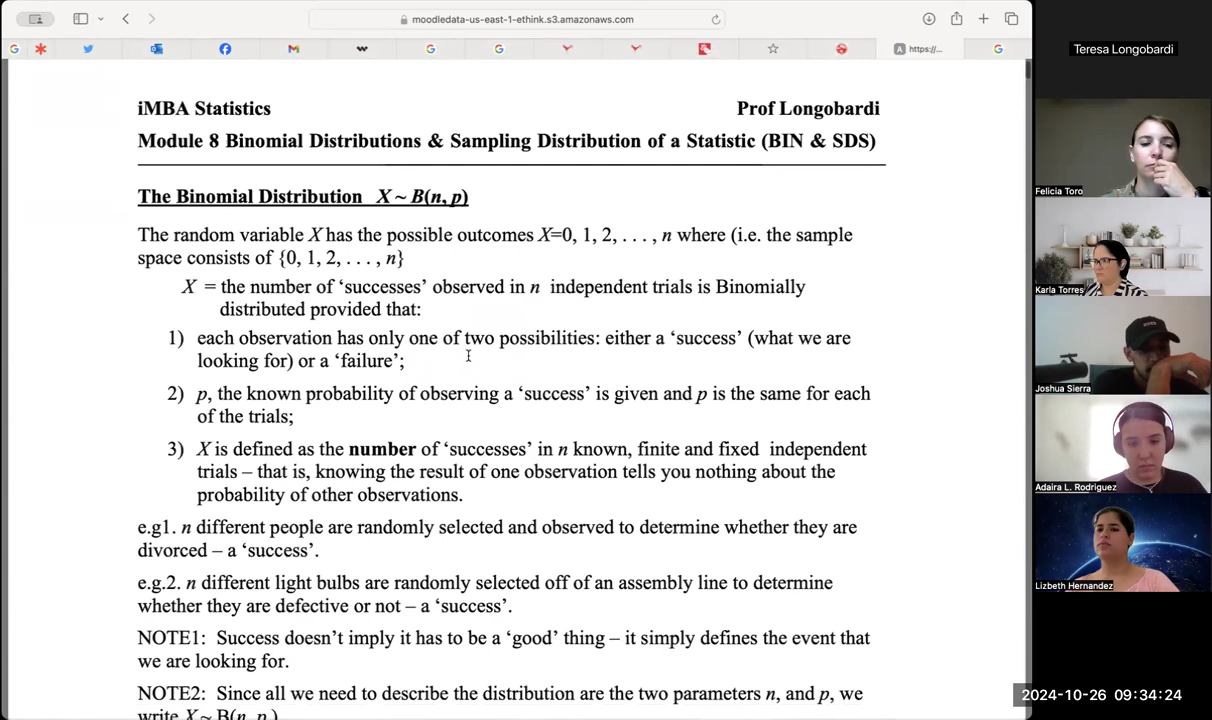 moodledata-us-east-1-ethink.s3.amazonaws.com
https://...
Teresa Longobardi
iMBA Statistics Prof Longobardi
Module 8 Binomial Distributions & Sampling Distribution of a Statistic (BIN & SDS)
The Binomial Distribution X ~ B(n, p)
The random variable X has the possible outcomes X=0, 1, 2, . . . , n where (i.e. the sample
space consists of {0, 1, 2, . . . , n}
X = the number of ‘successes’ observed in n independent trials is Binomially
distributed provided that:
1) each observation has only one of two possibilities: either a ‘success’ (what we are
looking for) or a ‘failure’;
2) p, the known probability of observing a ‘success’ is given and p is the same for each
of the trials;
3) X is defined as the number of ‘successes’ in n known, finite and fixed independent
trials – that is, knowing the result of one observation tells you nothing about the
probability of other observations.
e.g1. n different people are randomly selected and observed to determine whether they are
divorced – a ‘success’.
e.g.2. n different light bulbs are randomly selected off of an assembly line to determine
whether they are defective or not – a ‘success’.
NOTE1: Success doesn’t imply it has to be a ‘good’ thing – it simply defines the event that
we are looking for.
NOTE2: Since all we need to describe the distribution are the two parameters n, and p, we
write X ~ B(n, p)
Felicia Toro
Karla Torres
Joshua Sierra
Adaira L. Rodriguez
Lizbeth Hernandez
2024-10-26 09:34:24